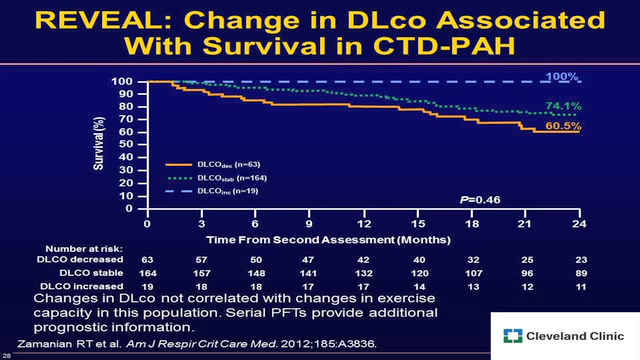 REVEAL: Change in DLco Associated
With Survival in CTD-PAH
100 100%
90
80 74.1%
70
60 60.5%
50
40
30
20
10
0
Survival (%)
DLCOdec (n=63)
DLCOstab (n=164)
DLCOinc (n=19)
P=0.46
0 3 6 9 12 15 18 21 24
Time From Second Assessment (Months)
Number at risk:
DLCO decreased 63 57 50 47 42 40 32 25 23
DLCO stable 164 157 148 141 132 120 107 96 89
DLCO increased 19 18 18 17 17 14 13 12 11
Changes in DLco not correlated with changes in exercise
capacity in this population. Serial PFTs provide additional
prognostic information.
Zamanian RT et al. Am J Respir Crit Care Med. 2012;185:A3836.
Cleveland Clinic
28